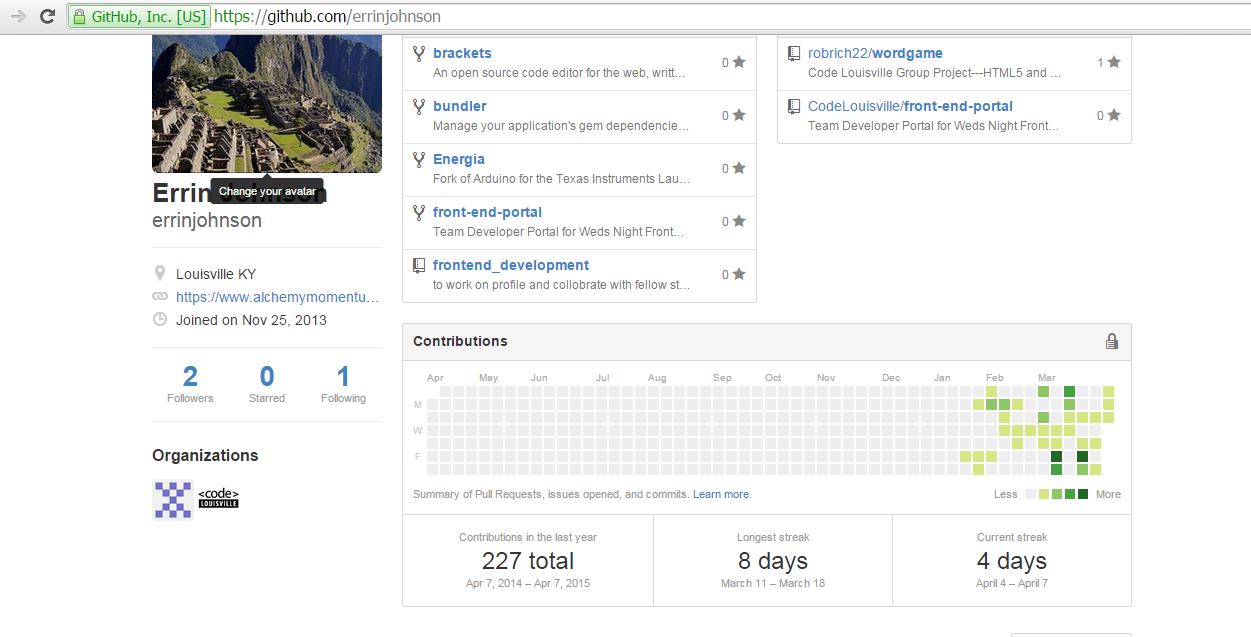 GitHub, Inc. [US] https://github.com/errinjohnson
brackets
An open source code editor for the web, writt…
0
bundler
Manage your application's gem dependencie…
0
Energia
Fork of Arduino for the Texas Instruments Lau…
0
front-end-portal
Team Developer Portal for Weds Night Front…
0
frontend_development
to work on profile and collobrate with fellow st…
0
robrich22/wordgame
Code Louisville Group Project---HTML5 and …
1
CodeLouisville/front-end-portal
Team Developer Portal for Weds Night Front…
0
Errin Johnson
Change your avatar
errinjohnson
Louisville KY
https://www.alchemymomentu…
Joined on Nov 25, 2013
2 0 1
Followers Starred Following
Organizations
<code>
LOUISVILLE
Contributions
Apr May Jun Jul Aug Sep Oct Nov Dec Jan Feb Mar
M
W
F
Summary of Pull Requests, issues opened, and commits. Learn more.
Less More
Contributions in the last year
227 total
Apr 7, 2014 – Apr 7, 2015
Longest streak
8 days
March 11 – March 18
Current streak
4 days
April 4 – April 7